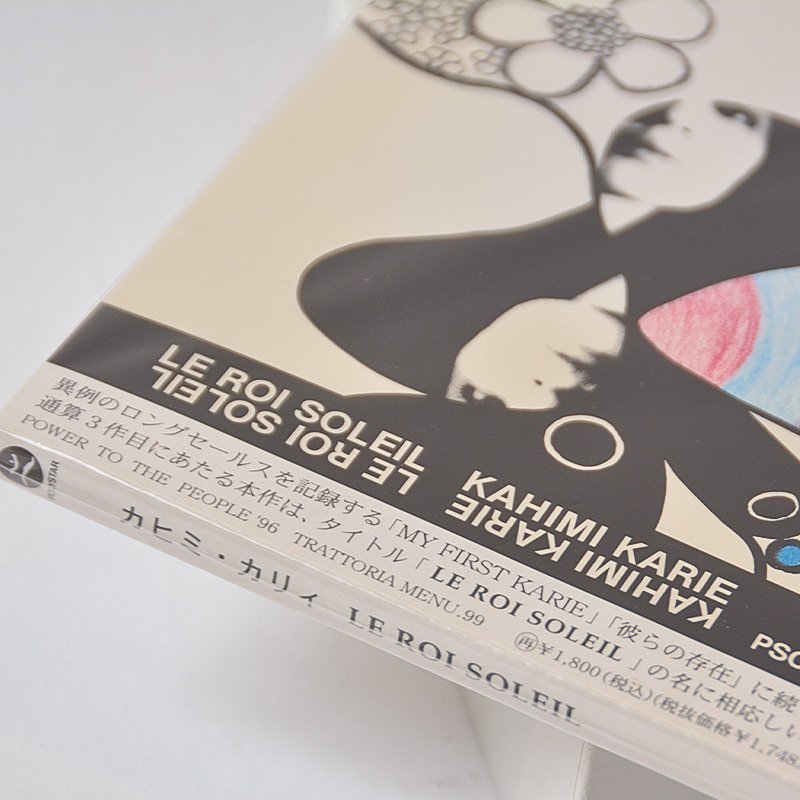 LE ROI SOLEIL
LE ROI SOLEIL
KAHIMI KARIE
KAHIMI KARIE
PSC
異例のロングセールスを記録する「MY FIRST KARIE」「彼らの存在」に続
通算3作目にあたる本作は、タイトル「LE ROI SOLEIL」の名に相応しい
POWER TO THE PEOPLE '96 TRATTORIA MENU.99 再¥1,800(税込)(税抜価格¥1,748
POLYSTAR
カヒミ・カリィ LE ROI SOLEIL